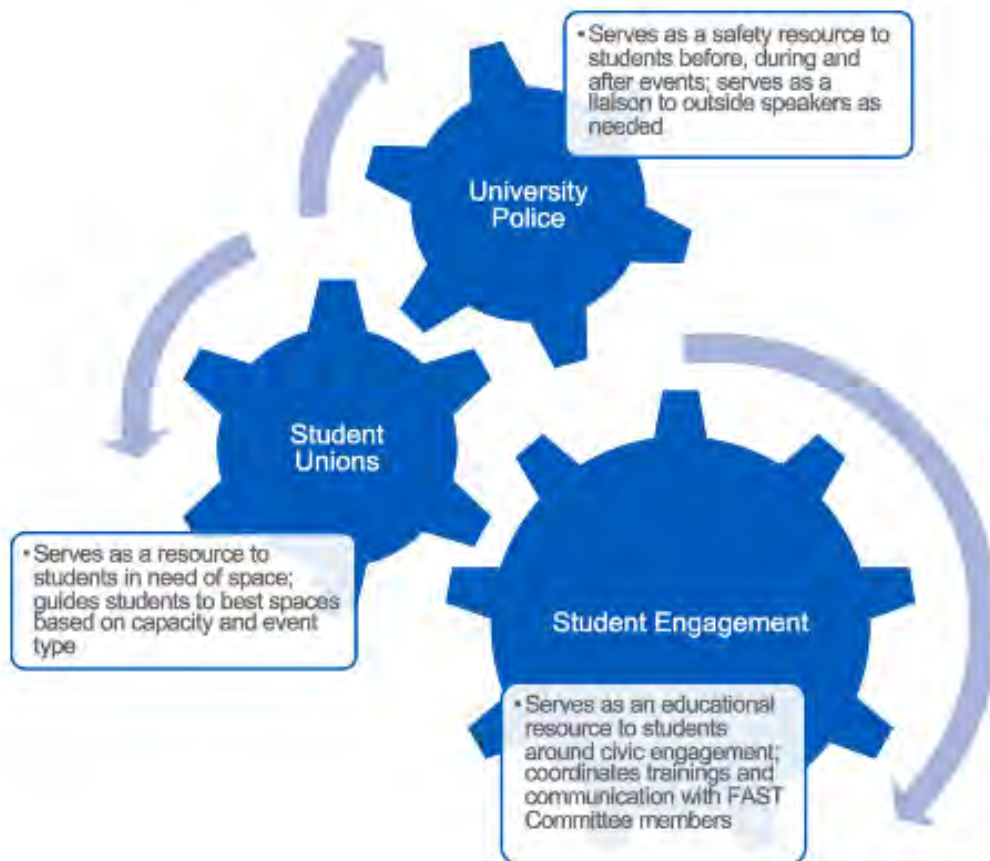 • Serves as a safety resource to
students before, during and
after events; serves as a
liaison to outside speakers as
needed
University
Police
Student
Unions
• Serves as a resource to
students in need of space;
guides students to best spaces
based on capacity and event
type
Student Engagement
• Serves as an educational
resource to students
around civic engagement;
coordinates trainings and
communication with FAST
Committee members